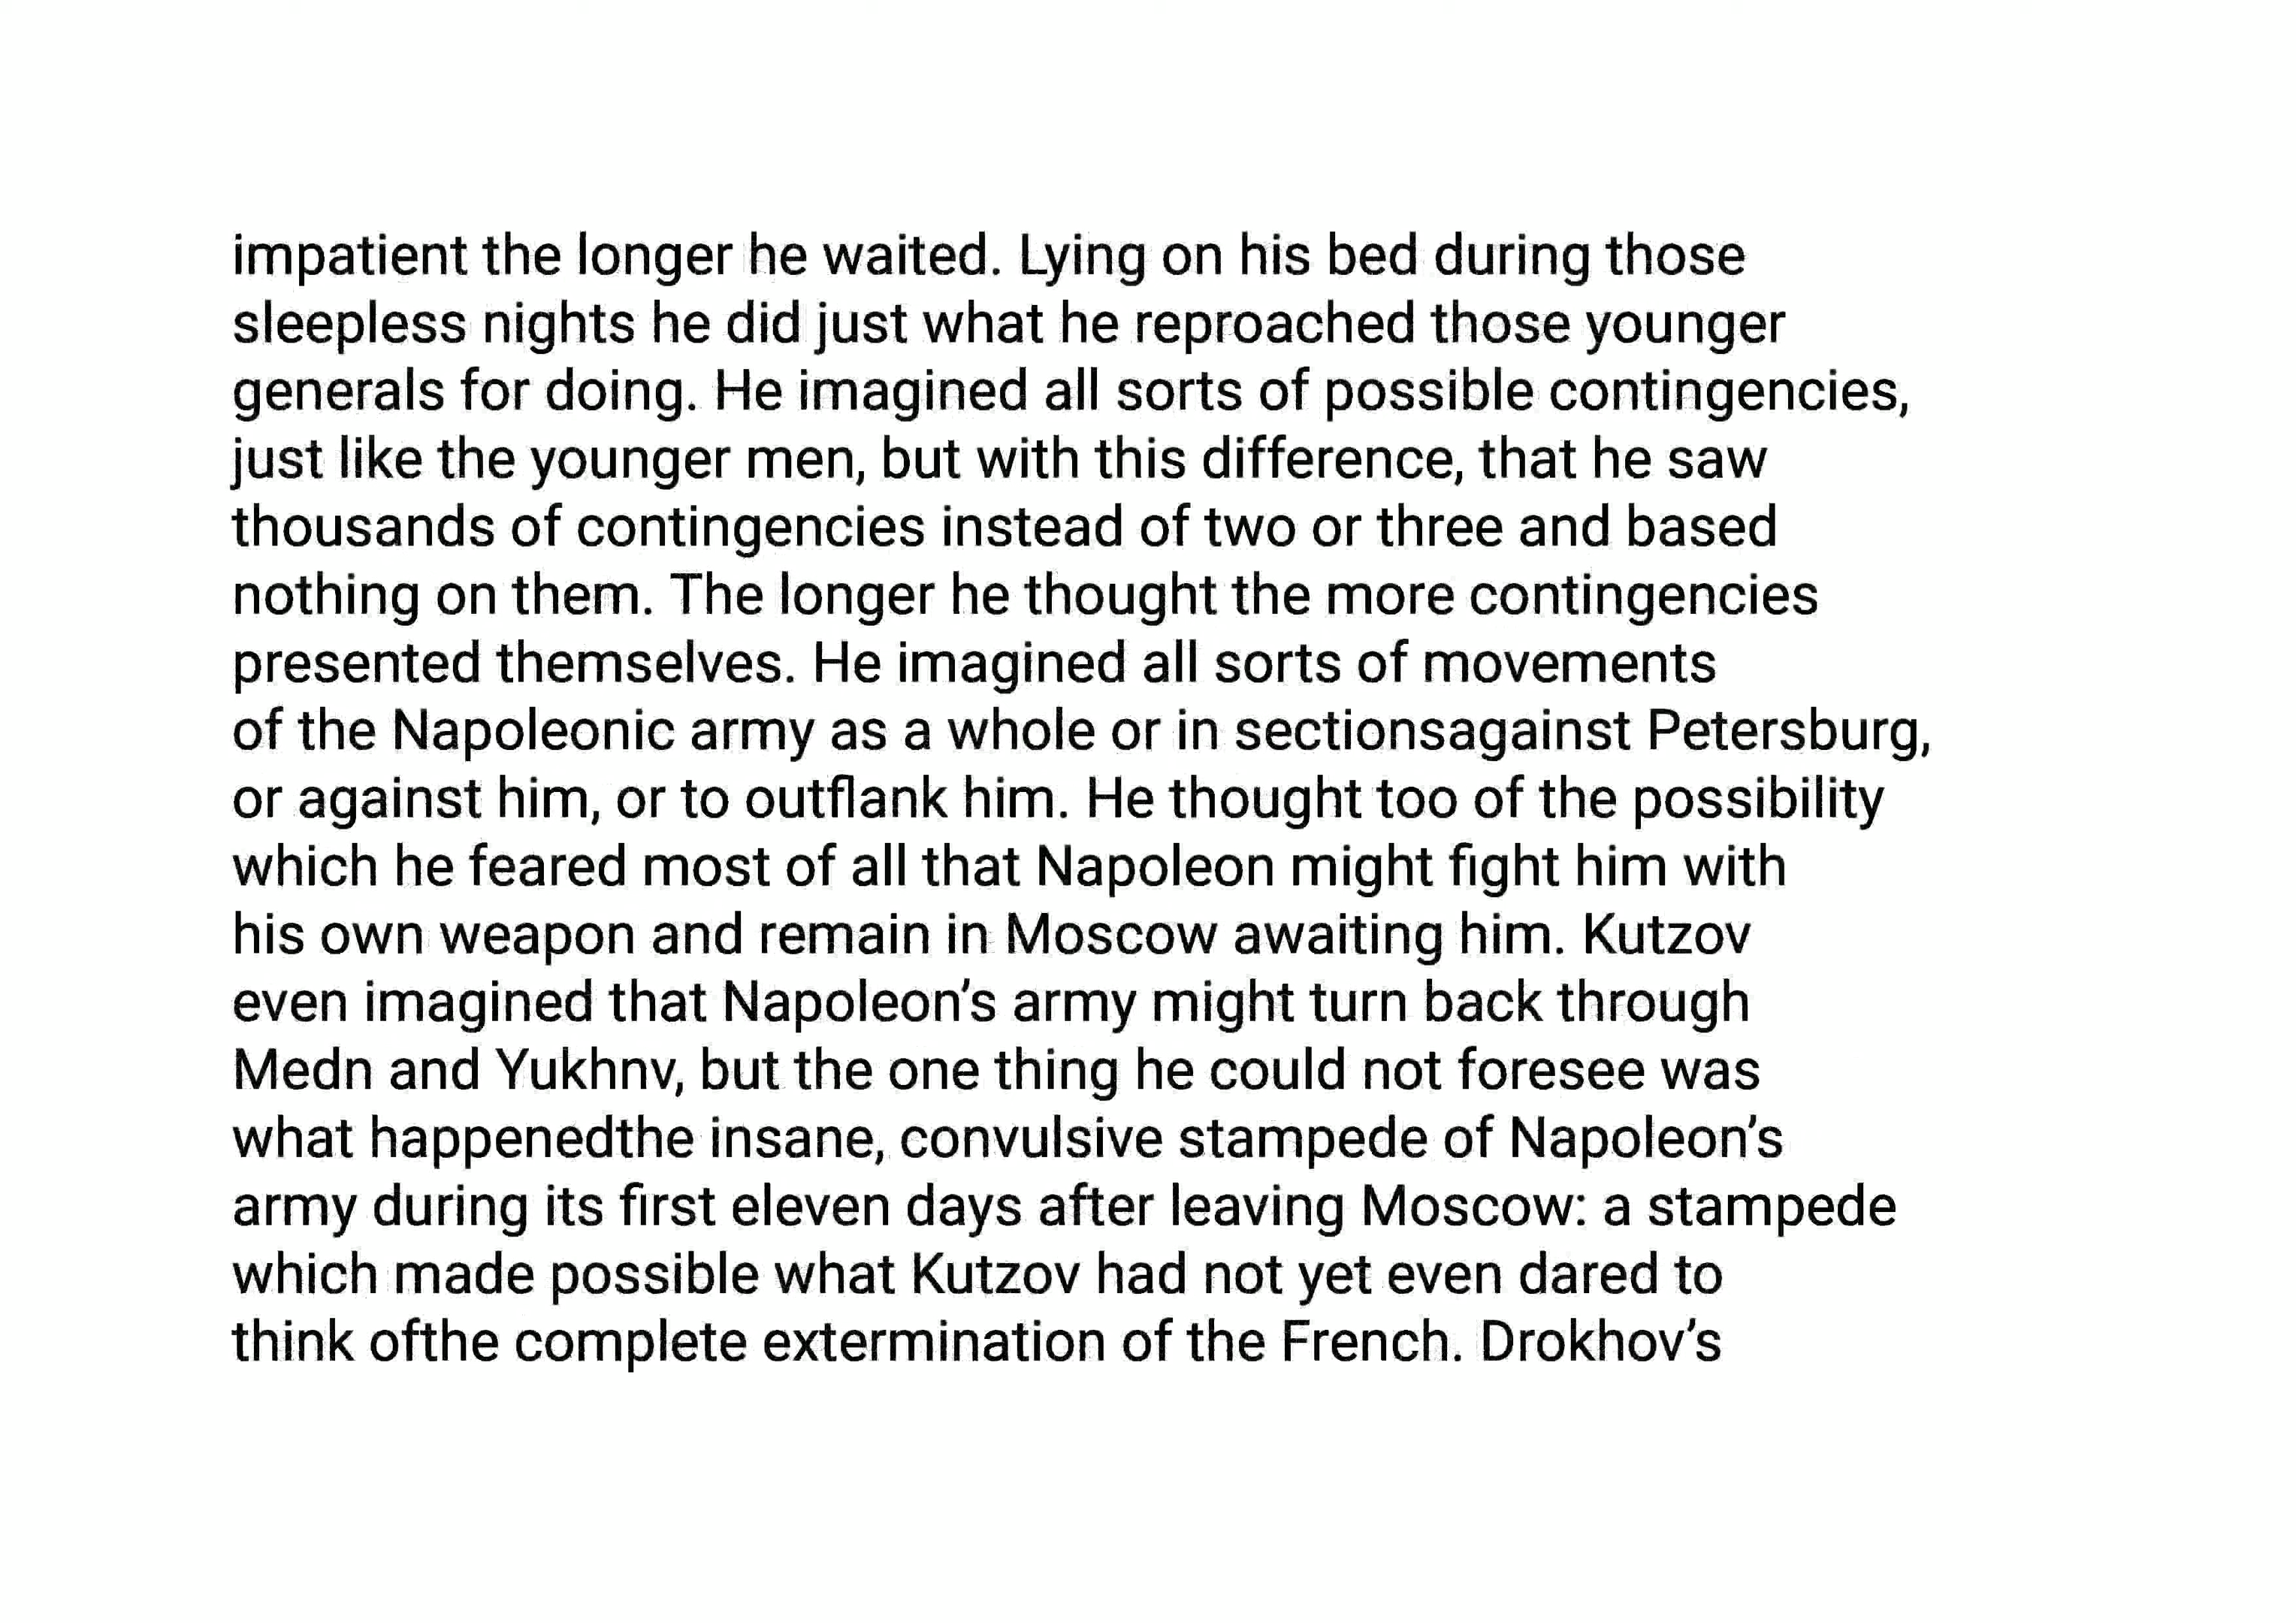 impatient the longer he waited. Lying on his bed during those
sleepless nights he did just what he reproached those younger
generals for doing. He imagined all sorts of possible contingencies,
just like the younger men, but with this difference, that he saw
thousands of contingencies instead of two or three and based
nothing on them. The longer he thought the more contingencies
presented themselves. He imagined all sorts of movements
of the Napoleonic army as a whole or in sectionsagainst Petersburg,
or against him, or to outflank him. He thought too of the possibility
which he feared most of all that Napoleon might fight him with
his own weapon and remain in Moscow awaiting him. Kutzov
even imagined that Napoleon’s army might turn back through
Medn and Yukhnv, but the one thing he could not foresee was
what happenedthe insane, convulsive stampede of Napoleon’s
army during its first eleven days after leaving Moscow: a stampede
which made possible what Kutzov had not yet even dared to
think ofthe complete extermination of the French. Drokhov’s